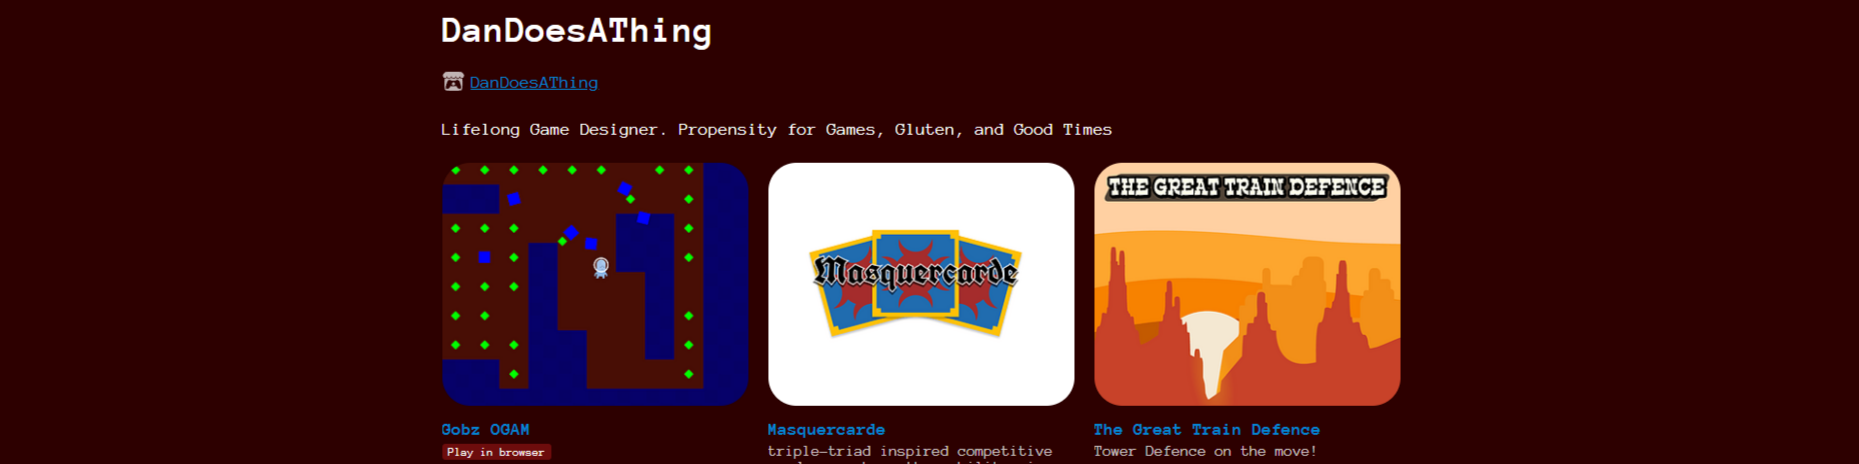 DanDoesAThing
DanDoesAThing
Lifelong Game Designer. Propensity for Games, Gluten, and Good Times
THE GREAT TRAIN DEFENCE
Masquercarde
Gobz OGAM
Play in browser
Masquercarde
triple-triad inspired competitive
The Great Train Defence
Tower Defence on the move!